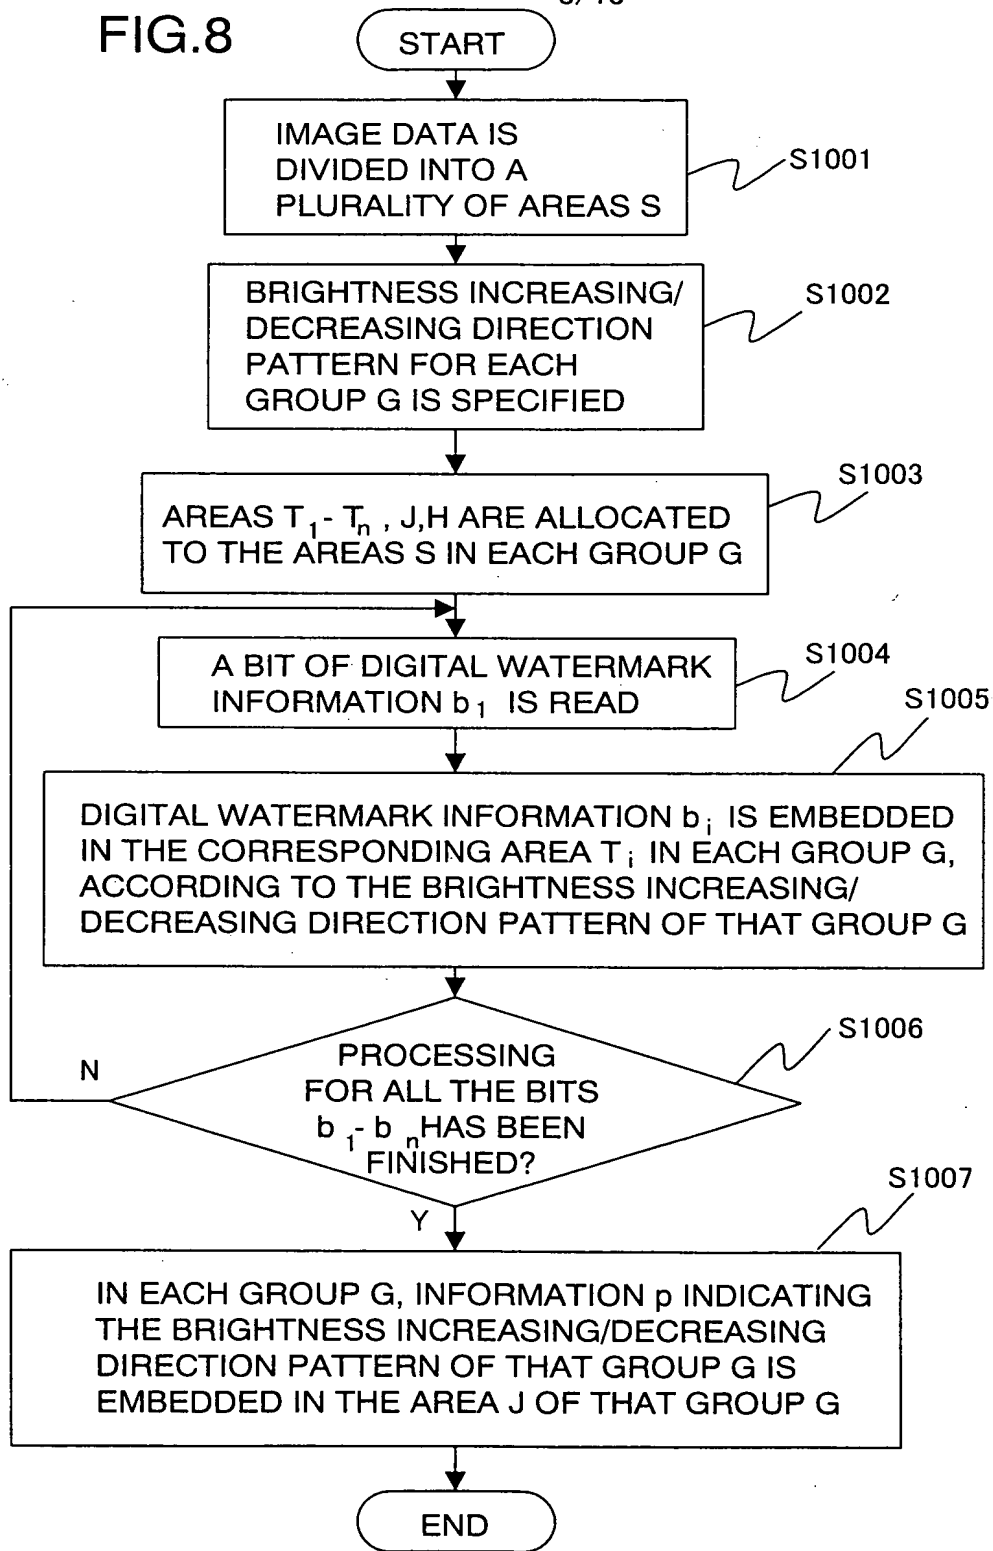 FIG.8
START
IMAGE DATA IS
DIVIDED INTO A
PLURALITY OF AREAS S
S1001
BRIGHTNESS INCREASING/
DECREASING DIRECTION
PATTERN FOR EACH
GROUP G IS SPECIFIED
S1002
AREAS T₁- Tₙ , J,H ARE ALLOCATED
TO THE AREAS S IN EACH GROUP G
S1003
A BIT OF DIGITAL WATERMARK
INFORMATION b₁ IS READ
S1004
S1005
DIGITAL WATERMARK INFORMATION bᵢ IS EMBEDDED
IN THE CORRESPONDING AREA Tᵢ IN EACH GROUP G,
ACCORDING TO THE BRIGHTNESS INCREASING/
DECREASING DIRECTION PATTERN OF THAT GROUP G
S1006
N
PROCESSING
FOR ALL THE BITS
b₁- bₙ HAS BEEN
FINISHED?
Y
S1007
IN EACH GROUP G, INFORMATION p INDICATING
THE BRIGHTNESS INCREASING/DECREASING
DIRECTION PATTERN OF THAT GROUP G IS
EMBEDDED IN THE AREA J OF THAT GROUP G
END